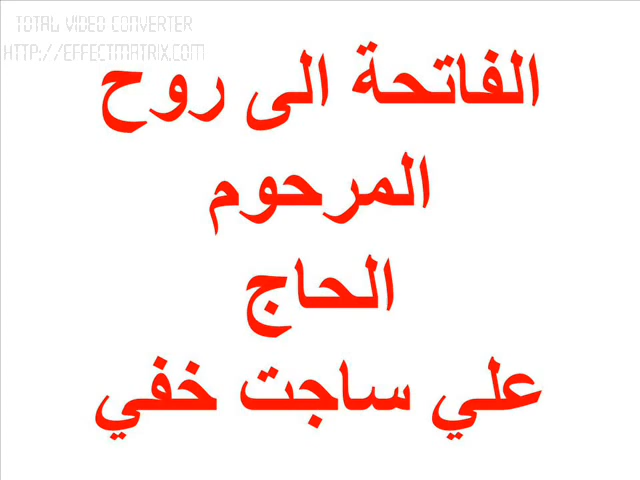 TOTAL VIDEO CONVERTER
HTTP://EFFECTMATRIX.COM
الفاتحة الى روح
المرحوم
الحاج
علي ساجت خفي